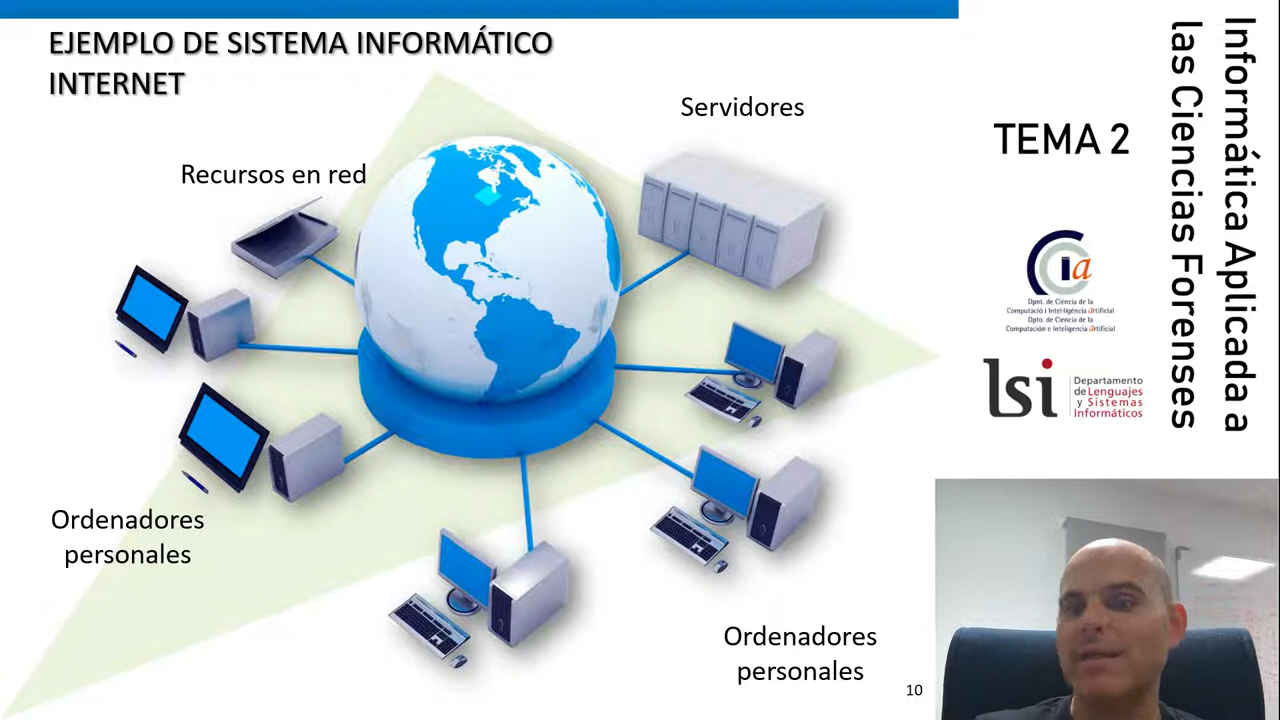 EJEMPLO DE SISTEMA INFORMÁTICO
INTERNET
Servidores
Recursos en red
Ordenadores
personales
Ordenadores
personales
10
TEMA 2
Informática Aplicada a
las Ciencias Forenses
Cia
Dpnt. de Ciència de la
Computació i Intel·ligència artificial
Dpto. de Ciencia de la
Computación e Inteligencia artificial
lsi
Departamento
de Lenguajes
y Sistemas
Informáticos